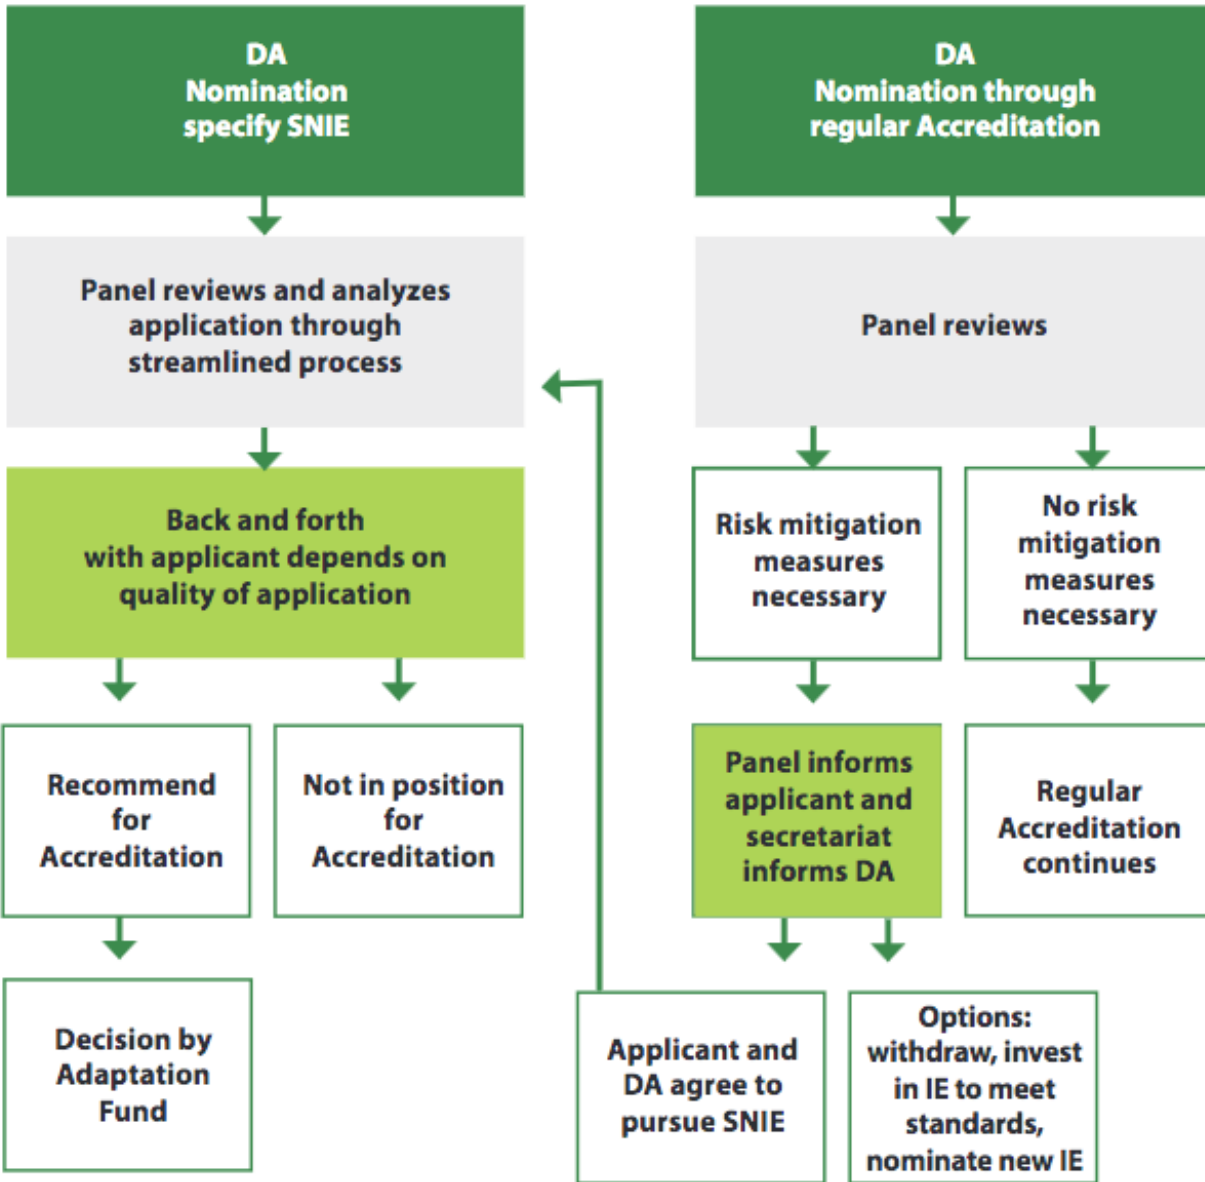 DA
Nomination
specify SNIE
DA
Nomination through
regular Accreditation
Panel reviews and analyzes
application through
streamlined process
Panel reviews
Back and forth
with applicant depends on
quality of application
Risk mitigation
measures
necessary
No risk
mitigation
measures
necessary
Recommend
for
Accreditation
Not in position
for
Accreditation
Panel informs
applicant and
secretariat
informs DA
Regular
Accreditation
continues
Decision by
Adaptation
Fund
Applicant and
DA agree to
pursue SNIE
Options:
withdraw, invest
in IE to meet
standards,
nominate new IE